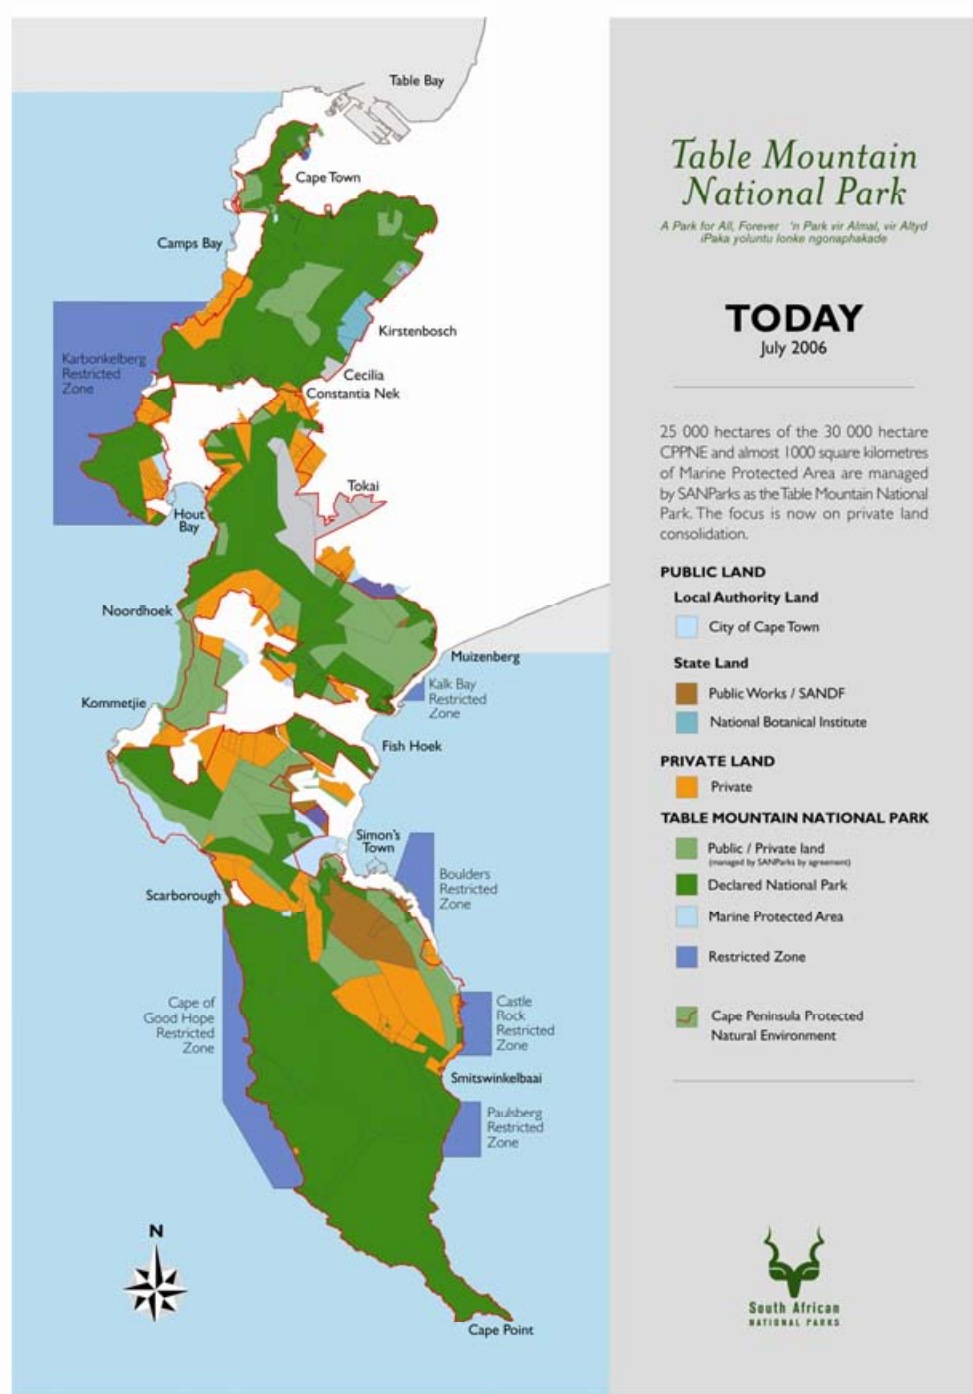 Table Bay
Cape Town
Camps Bay
Kirstenbosch
Karbonkelberg
Restricted
Zone
Cecilia
Constantia Nek
Tokai
Hout
Bay
Noordhoek
Muizenberg
Kalk Bay
Restricted
Zone
Kommetjie
Fish Hoek
Simon's
Town
Boulders
Restricted
Zone
Scarborough
Cape of
Good Hope
Restricted
Zone
Castle
Rock
Restricted
Zone
Smitswinkelbaai
Paulsberg
Restricted
Zone
N
Cape Point
Table Mountain
National Park
A Park for All, Forever 'n Park vir Almal, vir Altyd
iPaka yoluntu lonke ngonaphakade
TODAY
July 2006
25 000 hectares of the 30 000 hectare
CPPNE and almost 1000 square kilometres
of Marine Protected Area are managed
by SANParks as the Table Mountain National
Park. The focus is now on private land
consolidation.
PUBLIC LAND
Local Authority Land
City of Cape Town
State Land
Public Works / SANDF
National Botanical Institute
PRIVATE LAND
Private
TABLE MOUNTAIN NATIONAL PARK
Public / Private land
(managed by SANParks by agreement)
Declared National Park
Marine Protected Area
Restricted Zone
Cape Peninsula Protected
Natural Environment
South African
NATIONAL PARKS